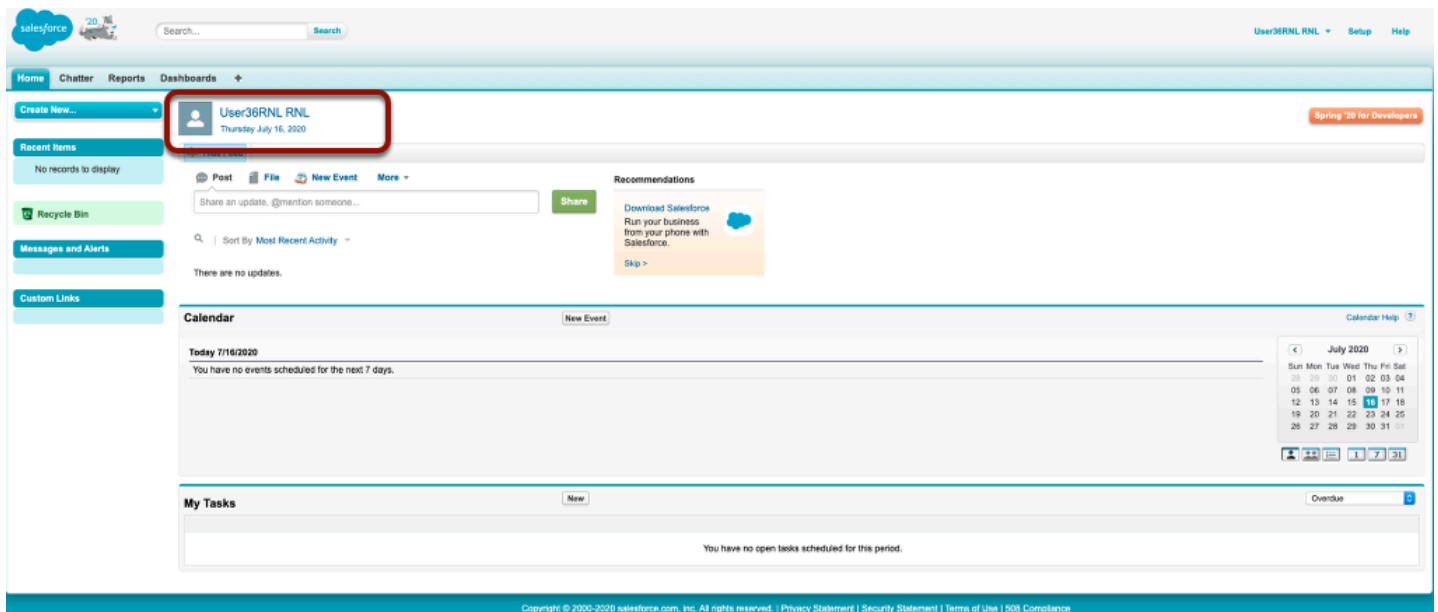 salesforce
'20
Search... Search
User36RNL RNL Setup Help
Home Chatter Reports Dashboards +
Create New...
User36RNL RNL
Thursday July 16, 2020
Spring '20 for Developers
Recent Items
No records to display
Recycle Bin
Messages and Alerts
Custom Links
Post File New Event More
Share an update, @mention someone... Share
Sort By Most Recent Activity
There are no updates.
Recommendations
Download Salesforce
Run your business
from your phone with
Salesforce.
Skip >
Calendar New Event Calendar Help ?
Today 7/16/2020
You have no events scheduled for the next 7 days.
< July 2020 >
Sun Mon Tue Wed Thu Fri Sat
28 29 30 01 02 03 04
05 06 07 08 09 10 11
12 13 14 15 16 17 18
19 20 21 22 23 24 25
26 27 28 29 30 31 01
1 7 31
My Tasks New Overdue
You have no open tasks scheduled for this period.
Copyright © 2000-2020 salesforce.com, inc. All rights reserved. | Privacy Statement | Security Statement | Terms of Use | 508 Compliance